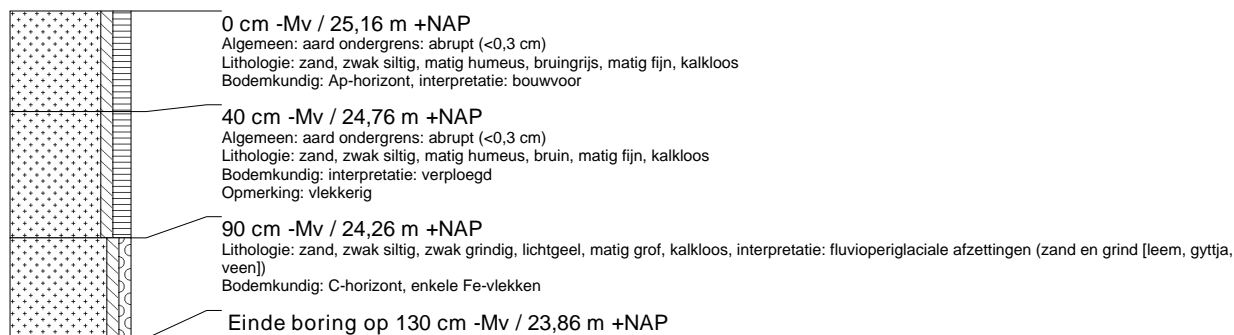 0 cm -Mv / 25,16 m +NAP
Algemeen: aard ondergrens: abrupt (<0,3 cm)
Lithologie: zand, zwak siltig, matig humeus, bruingrijs, matig fijn, kalkloos
Bodemkundig: Ap-horizont, interpretatie: bouwvoor
40 cm -Mv / 24,76 m +NAP
Algemeen: aard ondergrens: abrupt (<0,3 cm)
Lithologie: zand, zwak siltig, matig humeus, bruin, matig fijn, kalkloos
Bodemkundig: interpretatie: verploegd
Opmerking: vlekkerig
90 cm -Mv / 24,26 m +NAP
Lithologie: zand, zwak siltig, zwak grindig, lichtgeel, matig grof, kalkloos, interpretatie: fluvioperiglaciale afzettingen (zand en grind [leem, gyttja,
veen])
Bodemkundig: C-horizont, enkele Fe-vlekken
Einde boring op 130 cm -Mv / 23,86 m +NAP